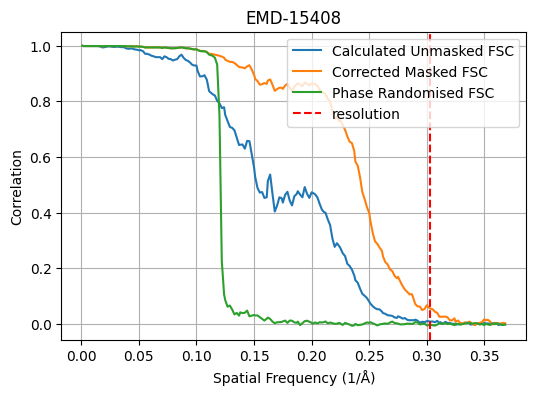 EMD-15408
Calculated Unmasked FSC
Corrected Masked FSC
Phase Randomised FSC
resolution
Correlation
1.0
0.8
0.6
0.4
0.2
0.0
0.00 0.05 0.10 0.15 0.20 0.25 0.30 0.35
Spatial Frequency (1/Å)